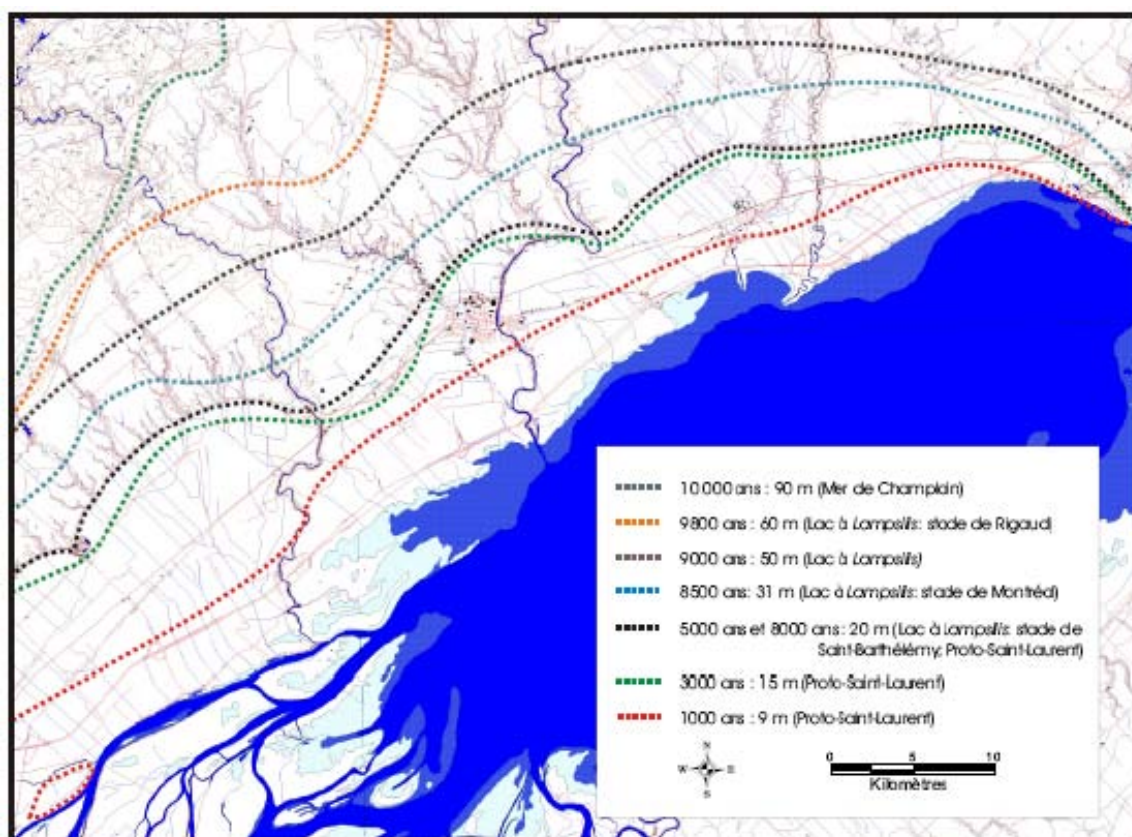 10 000 ans : 90 m (Mer de Champlain)
9800 ans : 60 m (Lac à Lampsilis: stade de Rigaud)
9000 ans : 50 m (Lac à Lampsilis)
8500 ans: 31 m (Lac à Lampsilis: stade de Montréal)
5000 ans et 8000 ans : 20 m (Lac à Lampsilis: stade de
Saint-Barthélémy; Proto-Saint-Laurent)
3000 ans : 15 m (Proto-Saint-Laurent)
1000 ans : 9 m (Proto-Saint-Laurent)
N
W E
S
0 5 10
Kilomètres